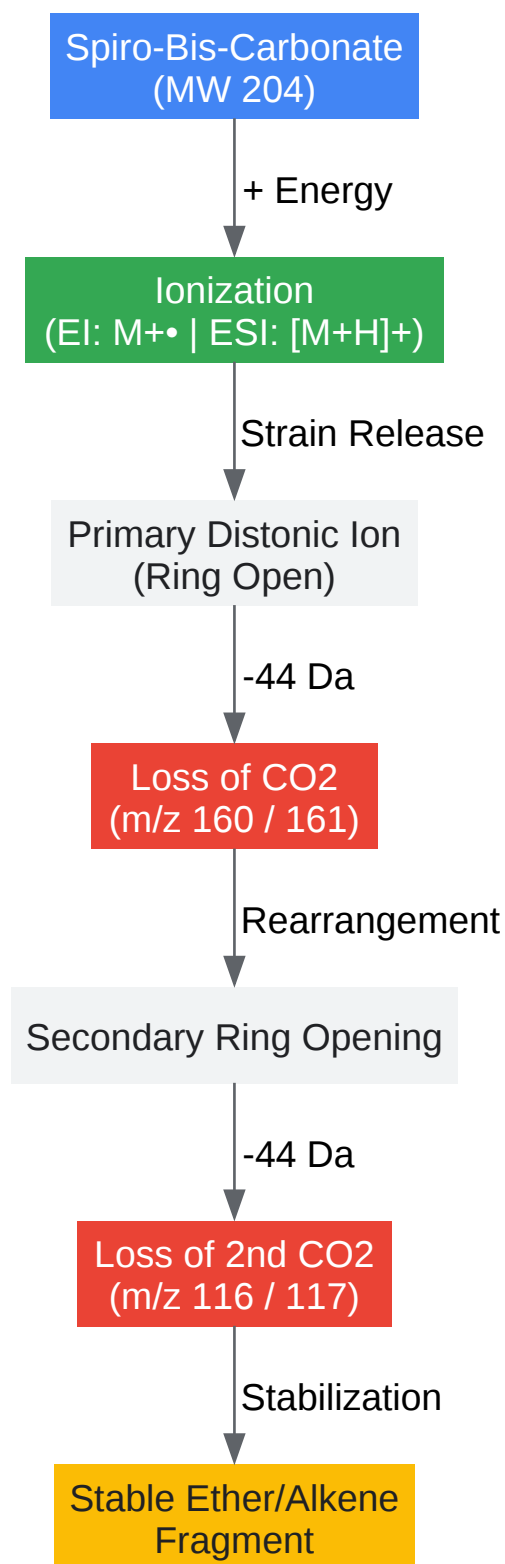 Spiro-Bis-Carbonate
(MW 204)
+ Energy
Ionization
(EI: M+• | ESI: [M+H]+)
Strain Release
Primary Distonic Ion
(Ring Open)
-44 Da
Loss of CO2
(m/z 160 / 161)
Rearrangement
Secondary Ring Opening
-44 Da
Loss of 2nd CO2
(m/z 116 / 117)
Stabilization
Stable Ether/Alkene
Fragment